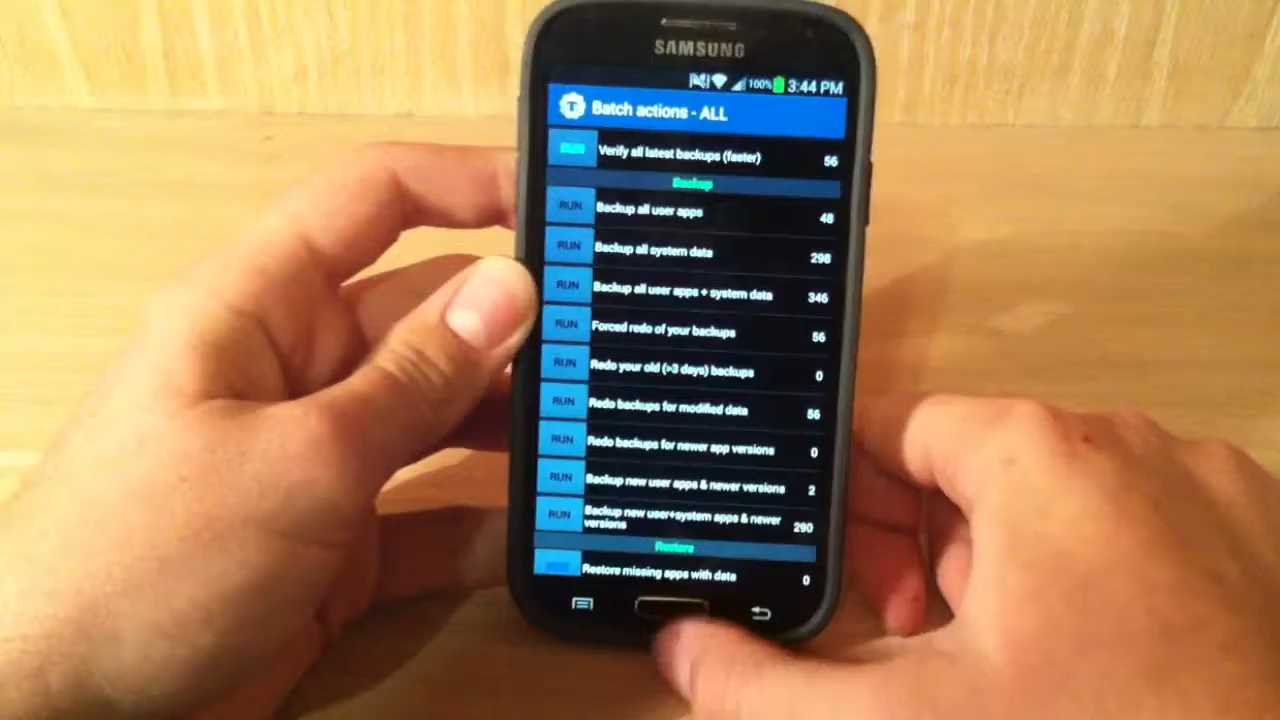 SAMSUNG
100% 3:44 PM
Batch actions - ALL
RUN Verify all latest backups (faster) 56
Backup
RUN Backup all user apps 48
RUN Backup all system data 298
RUN Backup all user apps + system data 346
RUN Forced redo of your backups 56
RUN Redo your old (>3 days) backups 0
RUN Redo backups for modified data 56
RUN Redo backups for newer app versions 0
RUN Backup new user apps & newer versions 2
RUN Backup new user+system apps & newer
versions 290
Restore
Restore missing apps with data 0